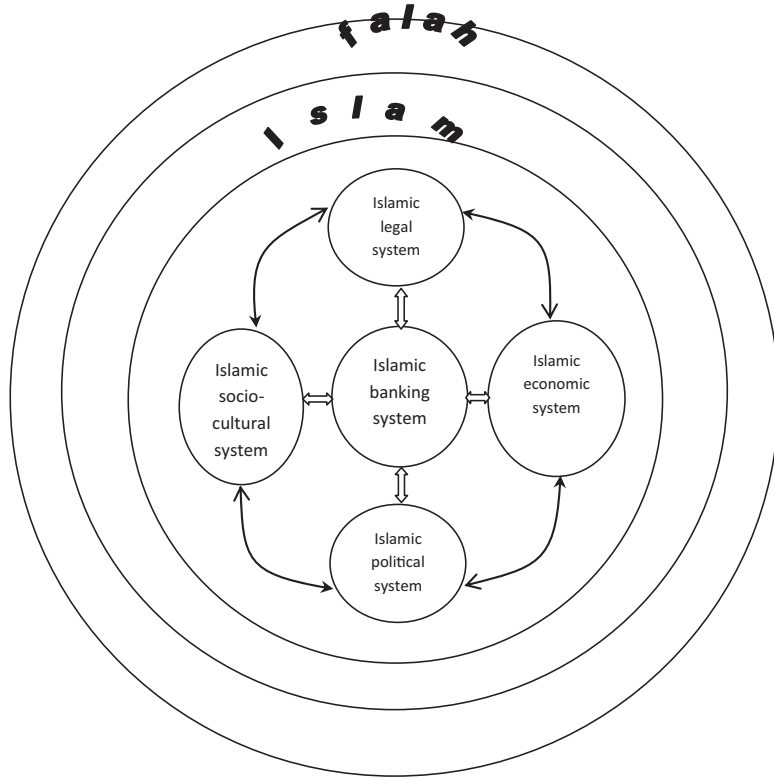 falah
Islam
Islamic
legal
system
Islamic
socio-
cultural
system
Islamic
banking
system
Islamic
economic
system
Islamic
political
system